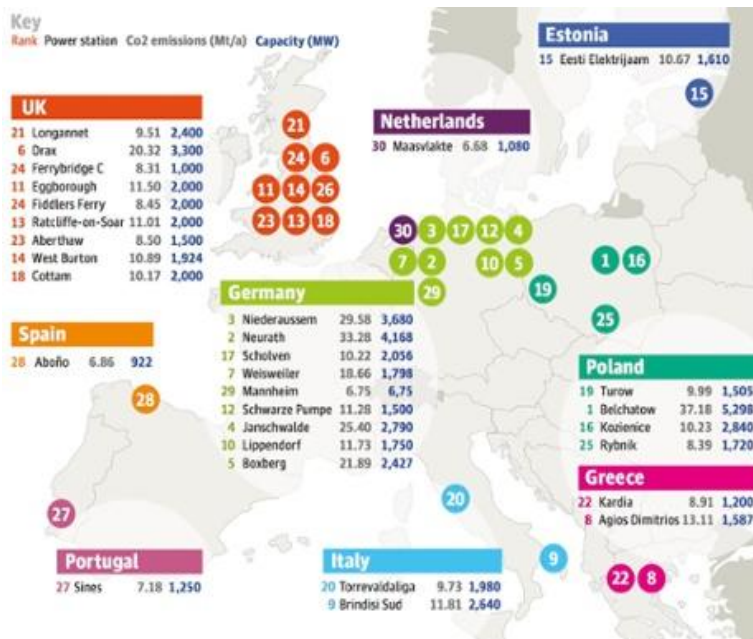 Key
Rank Power station Co2 emissions (Mt/a) Capacity (MW)
UK
21 Longannet 9.51 2,400
6 Drax 20.32 3,300
24 Ferrybridge C 8.31 1,000
11 Eggborough 11.50 2,000
24 Fiddlers Ferry 8.45 2,000
13 Ratcliffe-on-Soar 11.01 2,000
23 Aberthaw 8.50 1,500
14 West Burton 10.89 1,924
18 Cottam 10.17 2,000
21
24 6
11 14 26
23 13 18
Netherlands
30 Maasvlakte 6.68 1,080
Estonia
15 Eesti Elektrijaam 10.67 1,610
15
30 3 17 12 4
7 2 10 5
29
1 16
19
25
Germany
3 Niederaussem 29.58 3,680
2 Neurath 33.28 4,168
17 Scholven 10.22 2,056
7 Weisweiler 18.66 1,798
29 Mannheim 6.75 6,75
12 Schwarze Pumpe 11.28 1,500
4 Janschwalde 25.40 2,790
10 Lippendorf 11.73 1,750
5 Boxberg 21.89 2,427
Spain
28 Aboño 6.86 922
28
Poland
19 Turow 9.99 1,505
1 Belchatow 37.18 5,298
16 Kozienice 10.23 2,840
25 Rybnik 8.39 1,720
Greece
22 Kardia 8.91 1,200
8 Agios Dimitrios 13.11 1,587
27
20
9
22 8
Portugal
27 Sines 7.18 1,250
Italy
20 Torrevaldaliga 9.73 1,980
9 Brindisi Sud 11.81 2,640